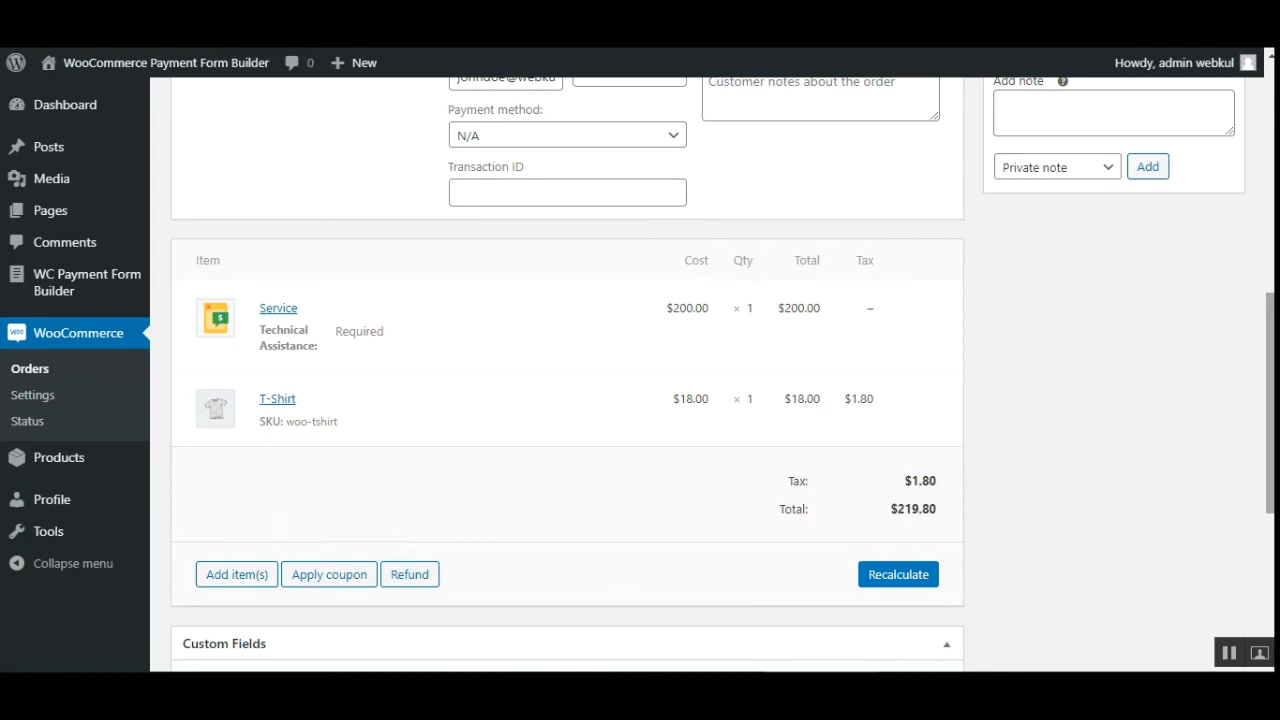 WooCommerce Payment Form Builder
0
New
Howdy, admin webkul
Dashboard
Posts
Media
Pages
Comments
WC Payment Form
Builder
WooCommerce
Orders
Settings
Status
Products
Profile
Tools
Collapse menu
johndoe@webku
Customer notes about the order
Payment method:
N/A
Transaction ID
Add note ?
Private note
Add
Item Cost Qty Total Tax
Service $200.00 × 1 $200.00 –
Technical
Assistance:
Required
T-Shirt $18.00 × 1 $18.00 $1.80
SKU: woo-tshirt
Tax: $1.80
Total: $219.80
Add item(s) Apply coupon Refund Recalculate
Custom Fields